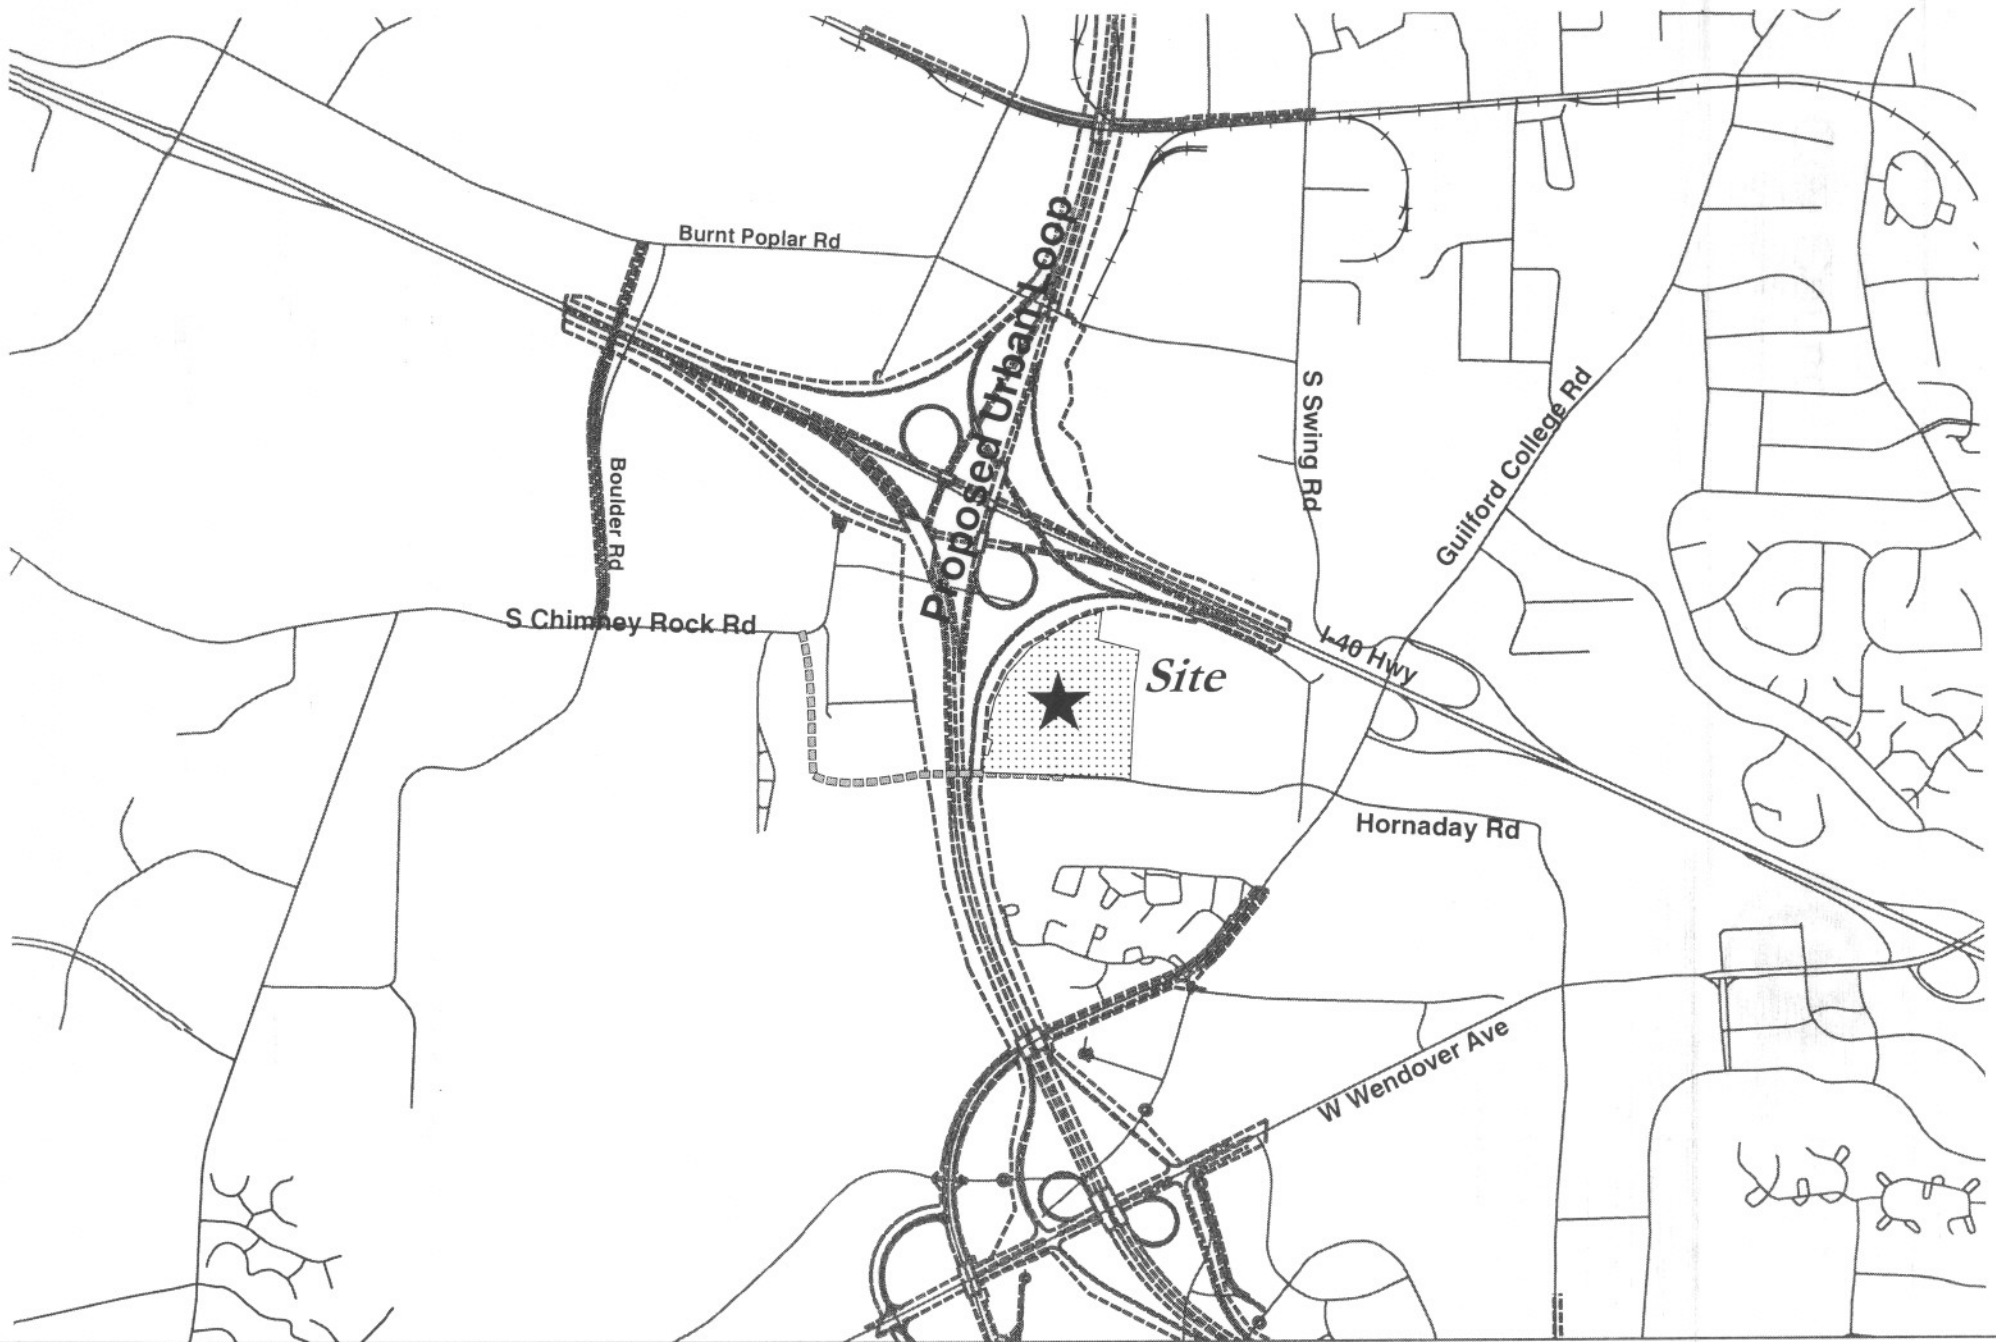 Burnt Poplar Rd
Proposed Urban Loop
S Swing Rd
Guilford College Rd
Boulder Rd
S Chimney Rock Rd
I-40 Hwy
Site
Hornaday Rd
W Wendover Ave